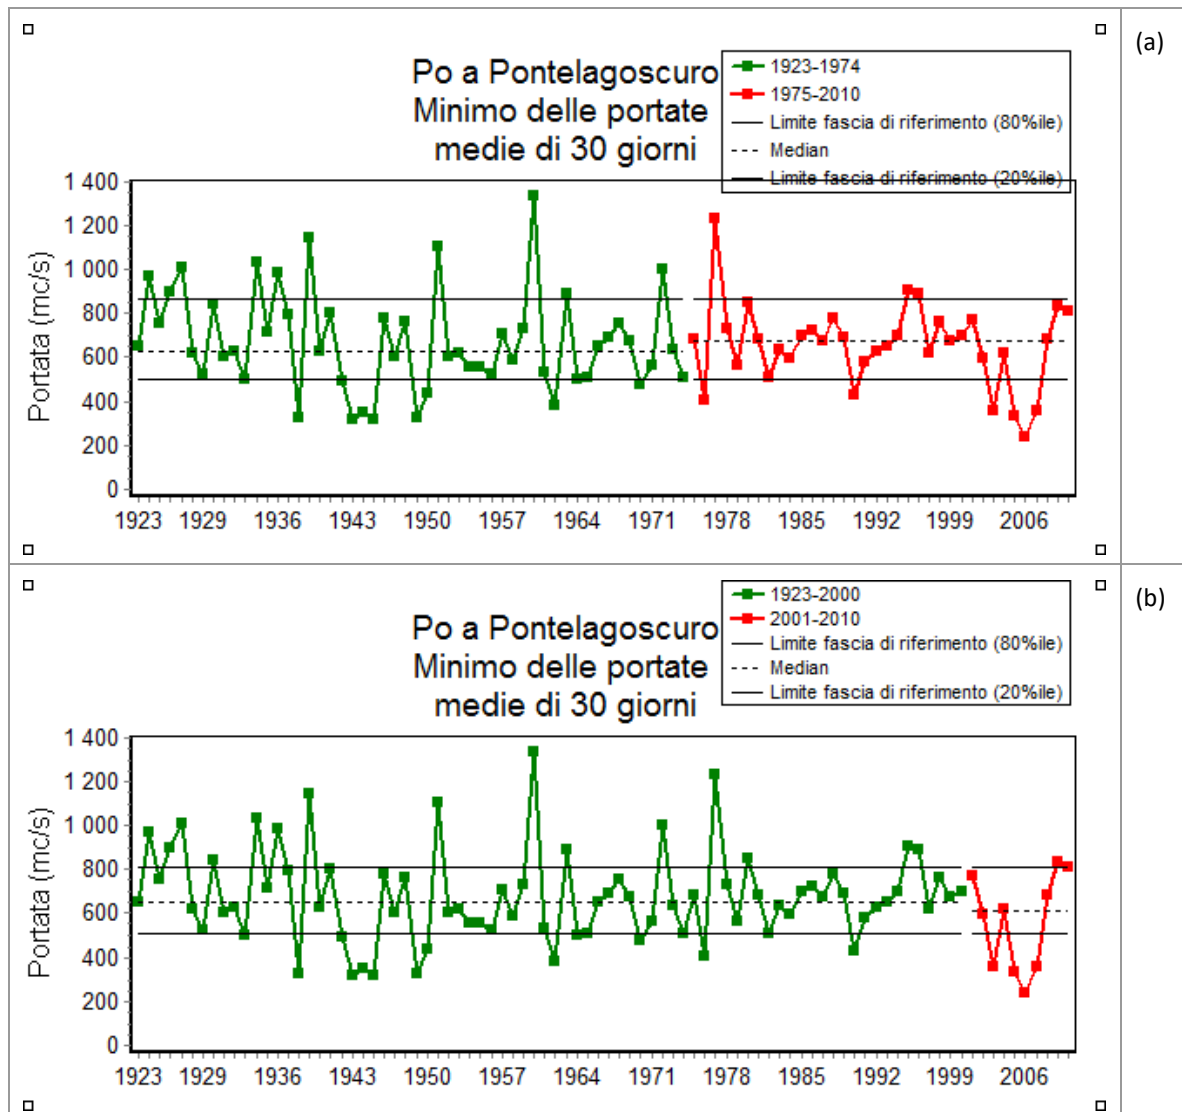 (a)
Po a Pontelagoscuro
Minimo delle portate
medie di 30 giorni
1923-1974
1975-2010
Limite fascia di riferimento (80%ile)
Median
Limite fascia di riferimento (20%ile)
Portata (mc/s)
1 400
1 200
1 000
800
600
400
200
0
1923 1929 1936 1943 1950 1957 1964 1971 1978 1985 1992 1999 2006
(b)
Po a Pontelagoscuro
Minimo delle portate
medie di 30 giorni
1923-2000
2001-2010
Limite fascia di riferimento (80%ile)
Median
Limite fascia di riferimento (20%ile)
Portata (mc/s)
1 400
1 200
1 000
800
600
400
200
0
1923 1929 1936 1943 1950 1957 1964 1971 1978 1985 1992 1999 2006